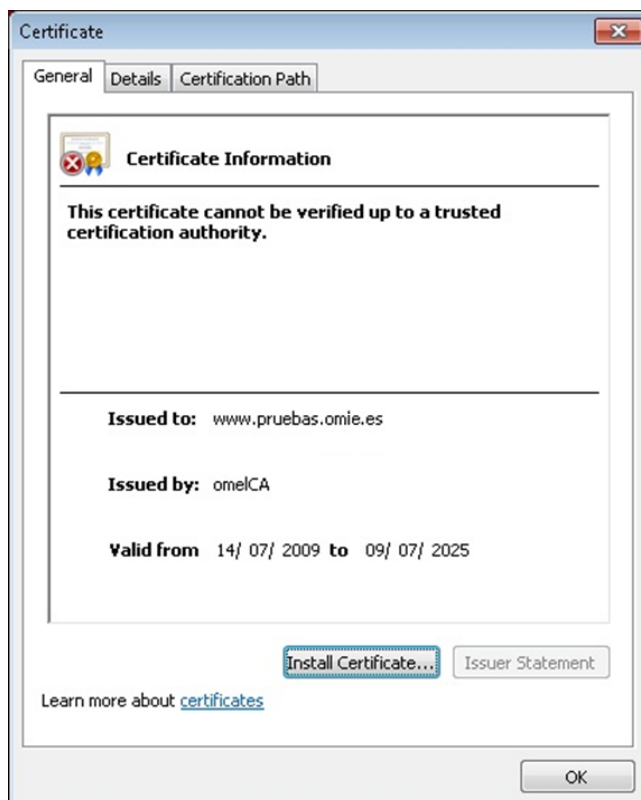 Certificate
General Details Certification Path
Certificate Information
This certificate cannot be verified up to a trusted
certification authority.
Issued to: www.pruebas.omie.es
Issued by: omelCA
Valid from 14/ 07/ 2009 to 09/ 07/ 2025
Install Certificate... Issuer Statement
Learn more about certificates
OK